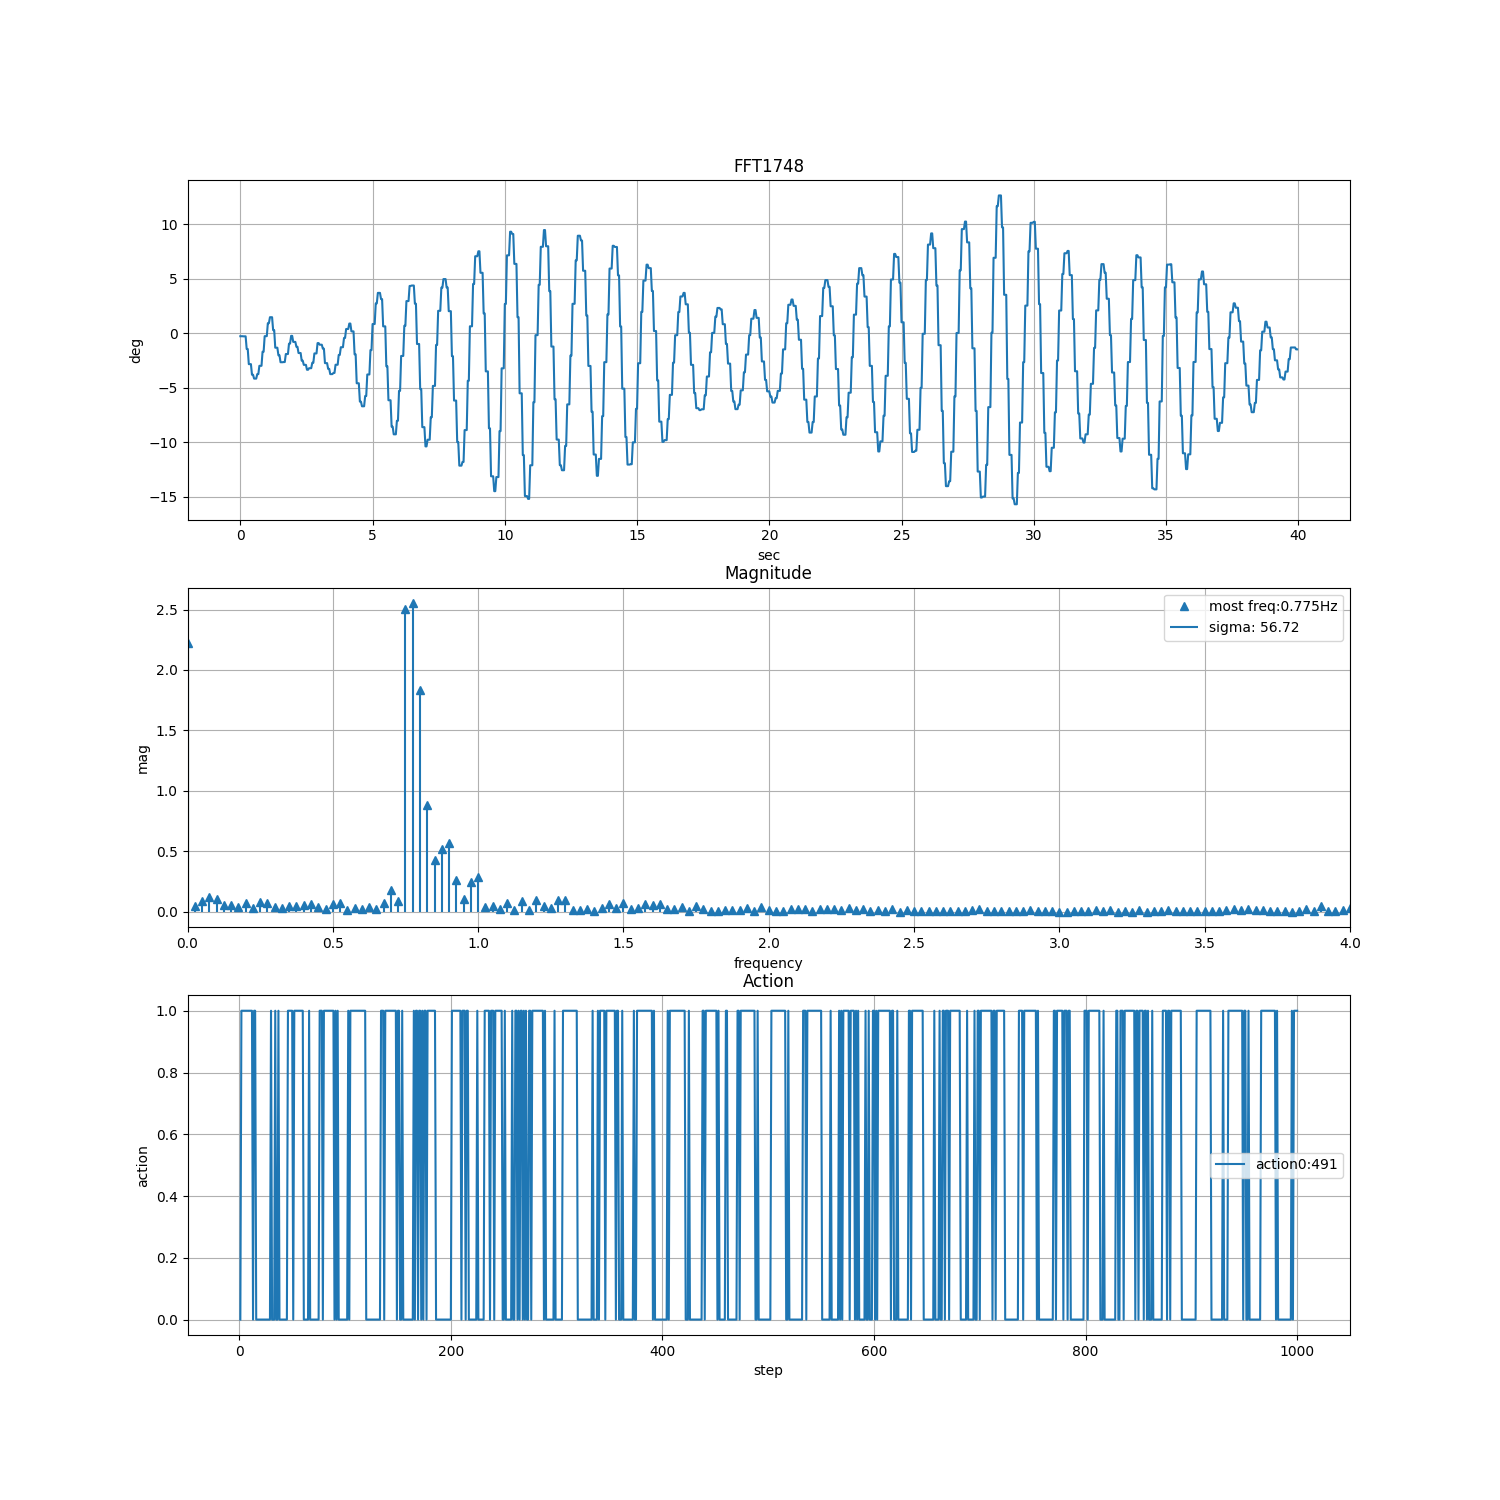 FFT1748
10
5
0
−5
−10
−15
deg
0 5 10 15 20 25 30 35 40
sec
Magnitude
2.5
2.0
1.5
1.0
0.5
0.0
mag
most freq:0.775Hz
sigma: 56.72
0.0 0.5 1.0 1.5 2.0 2.5 3.0 3.5 4.0
frequency
Action
1.0
0.8
0.6
0.4
0.2
0.0
action
action0:491
0 200 400 600 800 1000
step